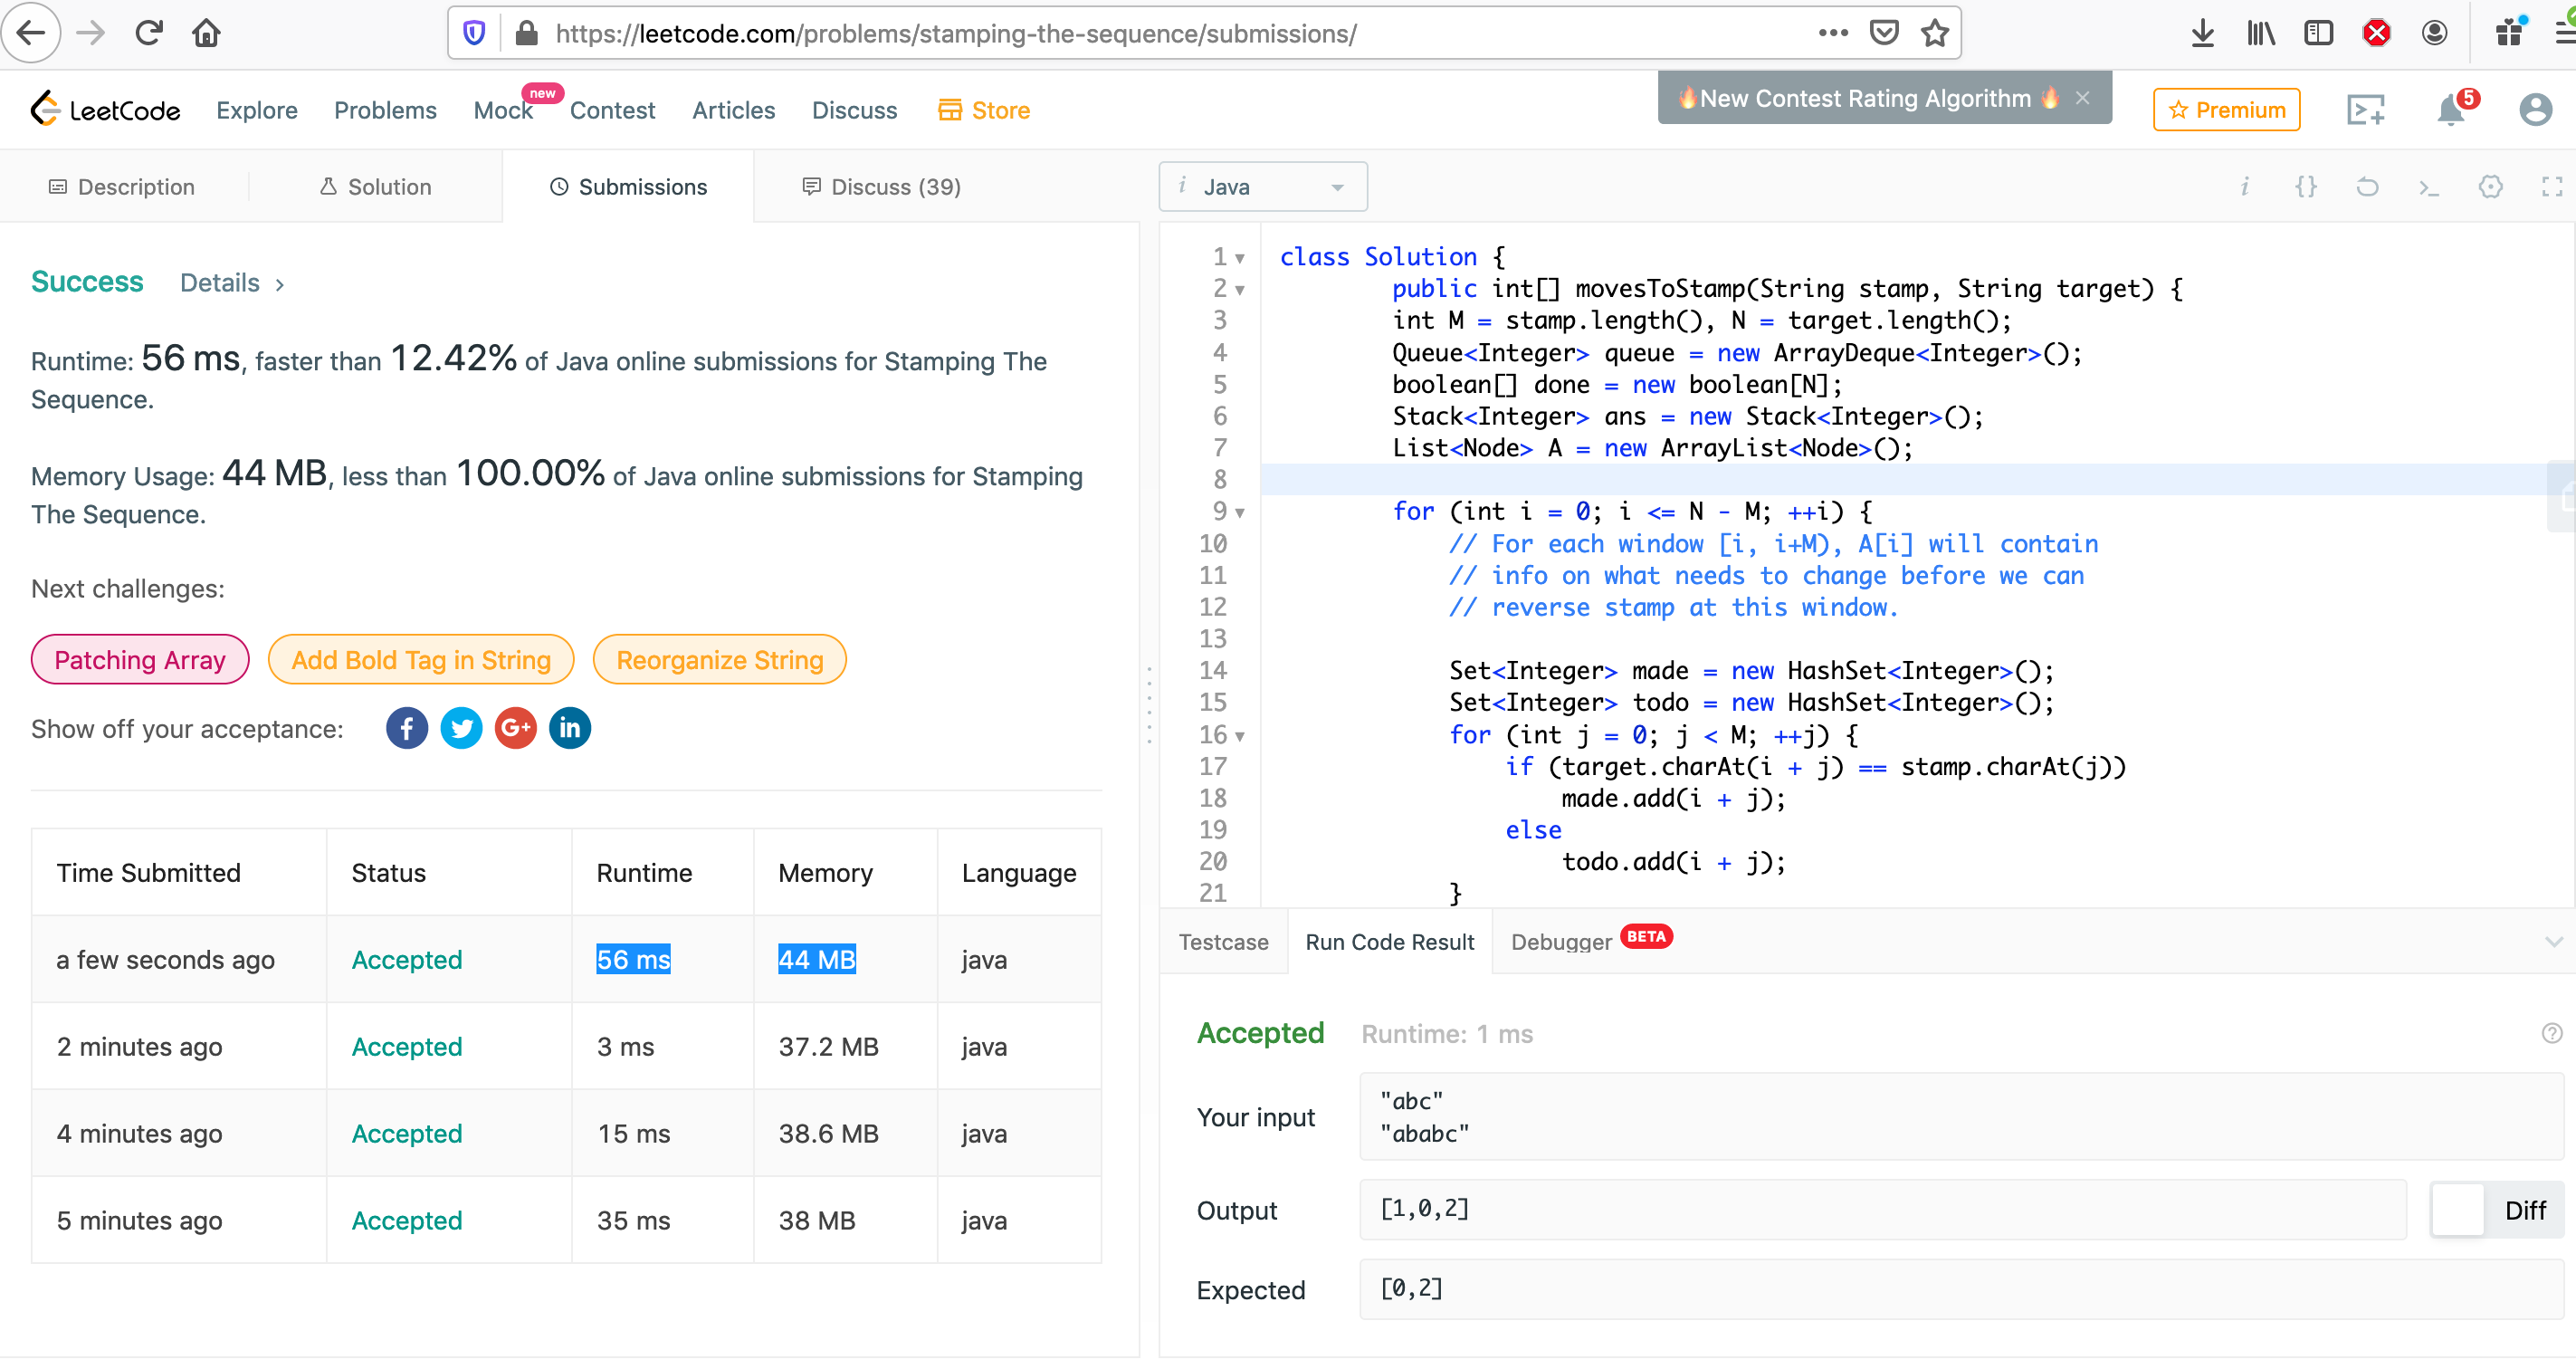 https://leetcode.com/problems/stamping-the-sequence/submissions/
LeetCode Explore Problems Mock new Contest Articles Discuss Store
🔥New Contest Rating Algorithm 🔥 ×
Premium
5
Description Solution Submissions Discuss (39)
Success Details >
Runtime: 56 ms, faster than 12.42% of Java online submissions for Stamping The
Sequence.
Memory Usage: 44 MB, less than 100.00% of Java online submissions for Stamping
The Sequence.
Next challenges:
Patching Array Add Bold Tag in String Reorganize String
Show off your acceptance: f G+ in
Time Submitted Status Runtime Memory Language
a few seconds ago Accepted 56 ms 44 MB java
2 minutes ago Accepted 3 ms 37.2 MB java
4 minutes ago Accepted 15 ms 38.6 MB java
5 minutes ago Accepted 35 ms 38 MB java
i Java
i {} >_
1 class Solution {
2 public int[] movesToStamp(String stamp, String target) {
3 int M = stamp.length(), N = target.length();
4 Queue<Integer> queue = new ArrayDeque<Integer>();
5 boolean[] done = new boolean[N];
6 Stack<Integer> ans = new Stack<Integer>();
7 List<Node> A = new ArrayList<Node>();
8
9 for (int i = 0; i <= N - M; ++i) {
10 // For each window [i, i+M), A[i] will contain
11 // info on what needs to change before we can
12 // reverse stamp at this window.
13
14 Set<Integer> made = new HashSet<Integer>();
15 Set<Integer> todo = new HashSet<Integer>();
16 for (int j = 0; j < M; ++j) {
17 if (target.charAt(i + j) == stamp.charAt(j))
18 made.add(i + j);
19 else
20 todo.add(i + j);
21 }
Testcase Run Code Result Debugger BETA
Accepted Runtime: 1 ms
Your input
"abc"
"ababc"
Output [1,0,2] Diff
Expected [0,2]